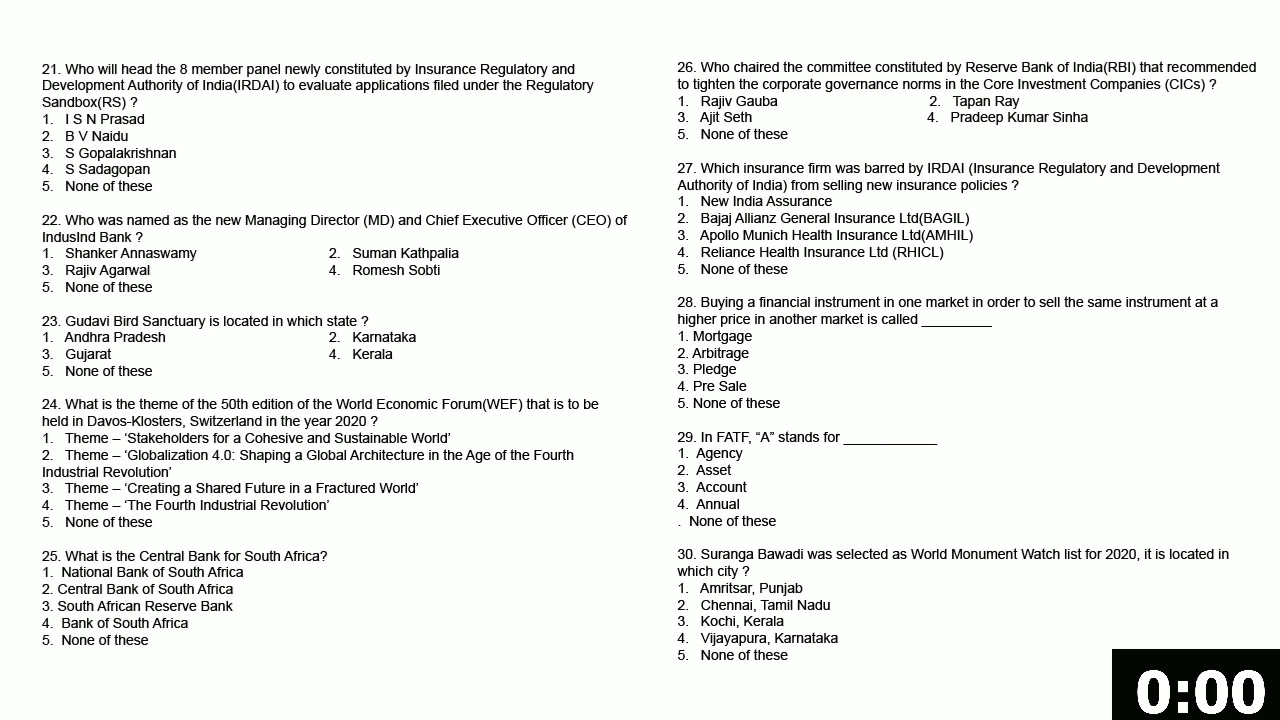 21. Who will head the 8 member panel newly constituted by Insurance Regulatory and
Development Authority of India(IRDAI) to evaluate applications filed under the Regulatory
Sandbox(RS) ?
1. I S N Prasad
2. B V Naidu
3. S Gopalakrishnan
4. S Sadagopan
5. None of these
22. Who was named as the new Managing Director (MD) and Chief Executive Officer (CEO) of
IndusInd Bank ?
1. Shanker Annaswamy 2. Suman Kathpalia
3. Rajiv Agarwal 4. Romesh Sobti
5. None of these
23. Gudavi Bird Sanctuary is located in which state ?
1. Andhra Pradesh 2. Karnataka
3. Gujarat 4. Kerala
5. None of these
24. What is the theme of the 50th edition of the World Economic Forum(WEF) that is to be
held in Davos-Klosters, Switzerland in the year 2020 ?
1. Theme – ‘Stakeholders for a Cohesive and Sustainable World’
2. Theme – ‘Globalization 4.0: Shaping a Global Architecture in the Age of the Fourth
Industrial Revolution’
3. Theme – ‘Creating a Shared Future in a Fractured World’
4. Theme – ‘The Fourth Industrial Revolution’
5. None of these
25. What is the Central Bank for South Africa?
1. National Bank of South Africa
2. Central Bank of South Africa
3. South African Reserve Bank
4. Bank of South Africa
5. None of these
26. Who chaired the committee constituted by Reserve Bank of India(RBI) that recommended
to tighten the corporate governance norms in the Core Investment Companies (CICs) ?
1. Rajiv Gauba 2. Tapan Ray
3. Ajit Seth 4. Pradeep Kumar Sinha
5. None of these
27. Which insurance firm was barred by IRDAI (Insurance Regulatory and Development
Authority of India) from selling new insurance policies ?
1. New India Assurance
2. Bajaj Allianz General Insurance Ltd(BAGIL)
3. Apollo Munich Health Insurance Ltd(AMHIL)
4. Reliance Health Insurance Ltd (RHICL)
5. None of these
28. Buying a financial instrument in one market in order to sell the same instrument at a
higher price in another market is called _________
1. Mortgage
2. Arbitrage
3. Pledge
4. Pre Sale
5. None of these
29. In FATF, “A” stands for ____________
1. Agency
2. Asset
3. Account
4. Annual
. None of these
30. Suranga Bawadi was selected as World Monument Watch list for 2020, it is located in
which city ?
1. Amritsar, Punjab
2. Chennai, Tamil Nadu
3. Kochi, Kerala
4. Vijayapura, Karnataka
5. None of these
0:00